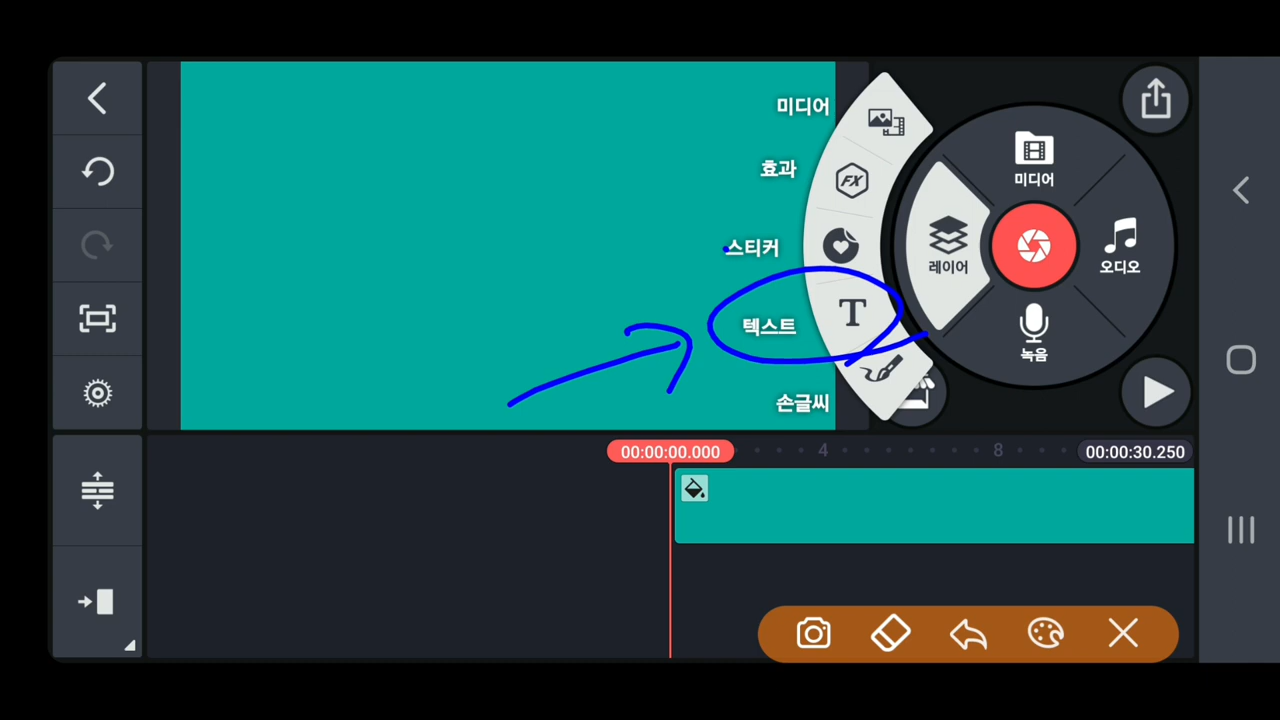 미디어
효과
스티커
텍스트
손글씨
FX
T
미디어
레이어
오디오
녹음
00:00:00.000
4
8
00:00:30.250